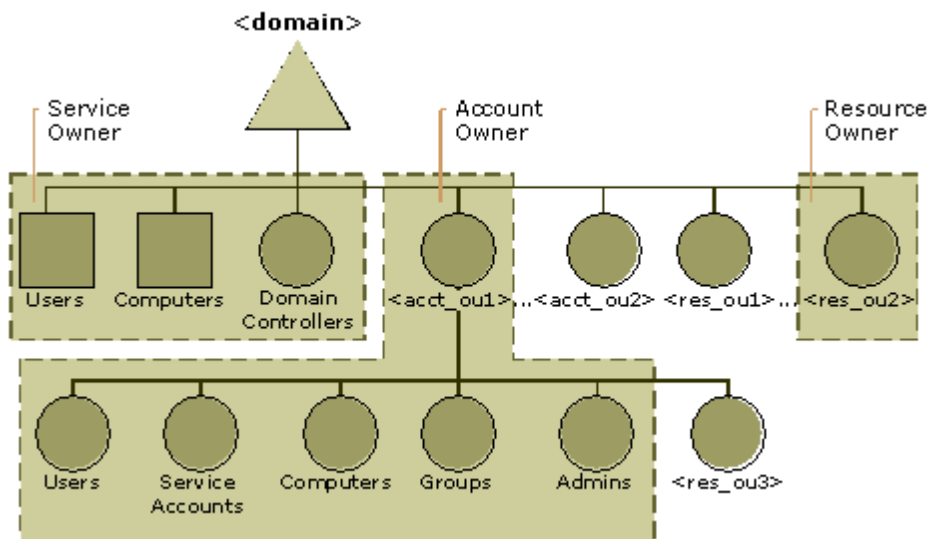 <domain>
Service
Owner
Account
Owner
Resource
Owner
Users
Computers
Domain
Controllers
<acct_ou1>...<acct_ou2>
<res_ou1>...<res_ou2>
Users
Service
Accounts
Computers
Groups
Admins
<res_ou3>